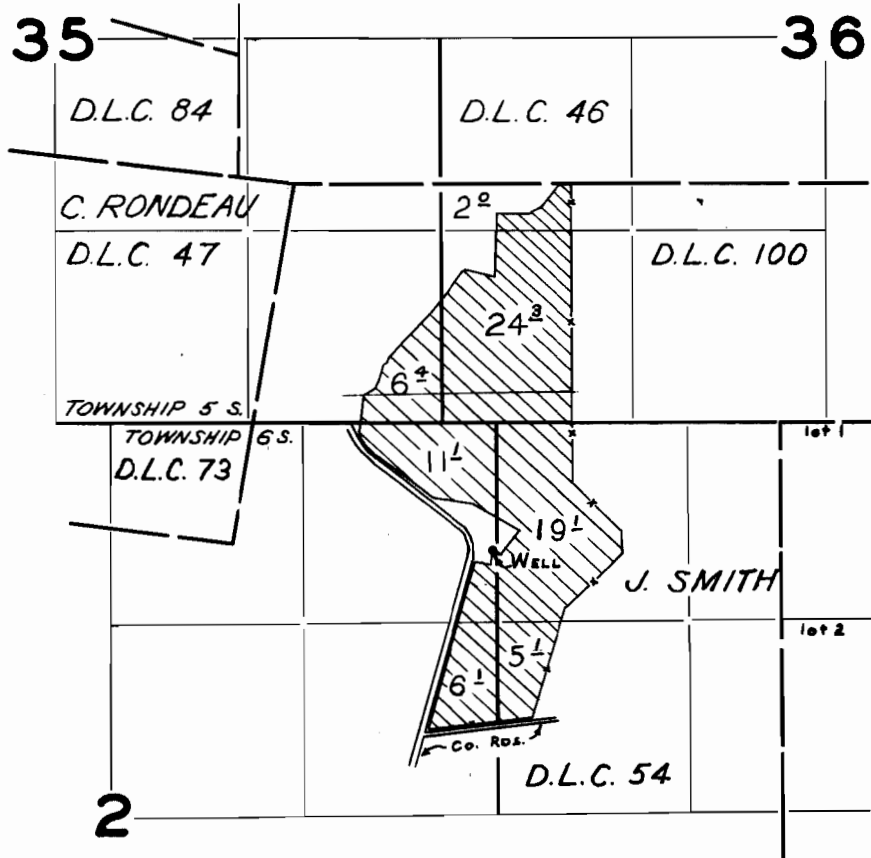 35
36
D.L.C. 84
D.L.C. 46
C. RONDEAU
2º
D.L.C. 47
D.L.C. 100
24³
6⁴
TOWNSHIP 5 S.
TOWNSHIP 6 S.
lot 1
D.L.C. 73
11¹
19¹
WELL
J. SMITH
lot 2
5¹
6¹
Co. RDS.
D.L.C. 54
2